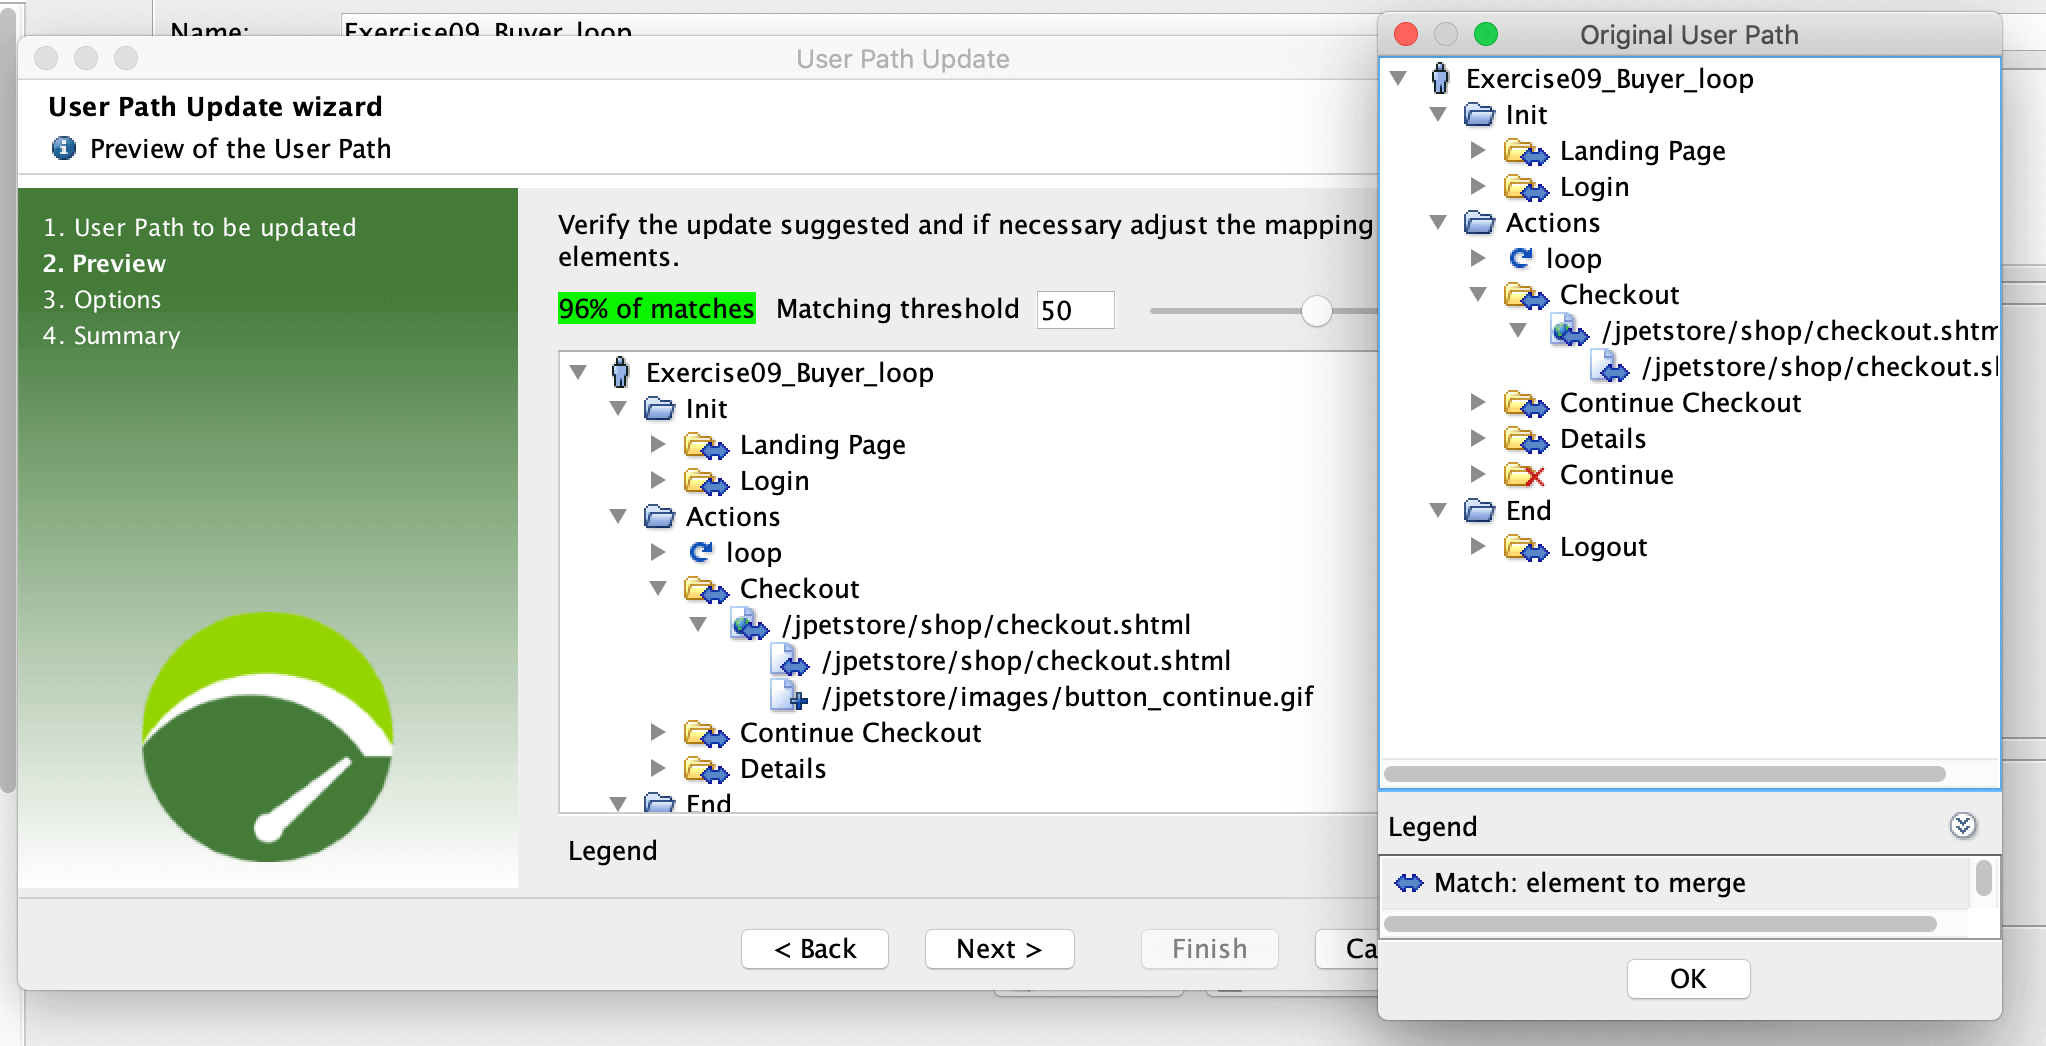 Name:
Exercise09_Buyer_loop
User Path Update
User Path Update wizard
Preview of the User Path
1. User Path to be updated
2. Preview
3. Options
4. Summary
Verify the update suggested and if necessary adjust the mapping
elements.
96% of matches Matching threshold 50
Exercise09_Buyer_loop
Init
Landing Page
Login
Actions
loop
Checkout
/jpetstore/shop/checkout.shtml
/jpetstore/shop/checkout.shtml
/jpetstore/images/button_continue.gif
Continue Checkout
Details
End
Legend
< Back Next > Finish Ca
Original User Path
Exercise09_Buyer_loop
Init
Landing Page
Login
Actions
loop
Checkout
/jpetstore/shop/checkout.shtm
/jpetstore/shop/checkout.sl
Continue Checkout
Details
Continue
End
Logout
Legend
Match: element to merge
OK